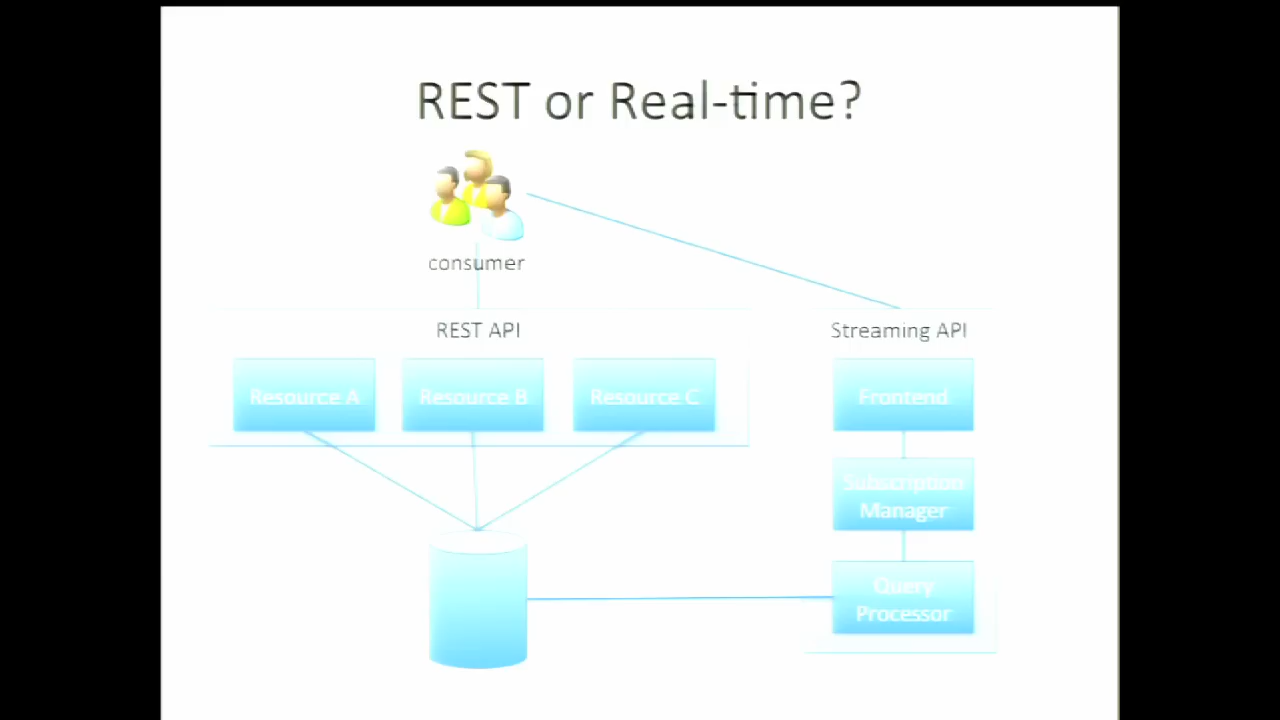 REST or Real-time?
consumer
REST API
Streaming API
Resource A
Resource B
Resource C
Frontend
Subscription
Manager
Query
Processor